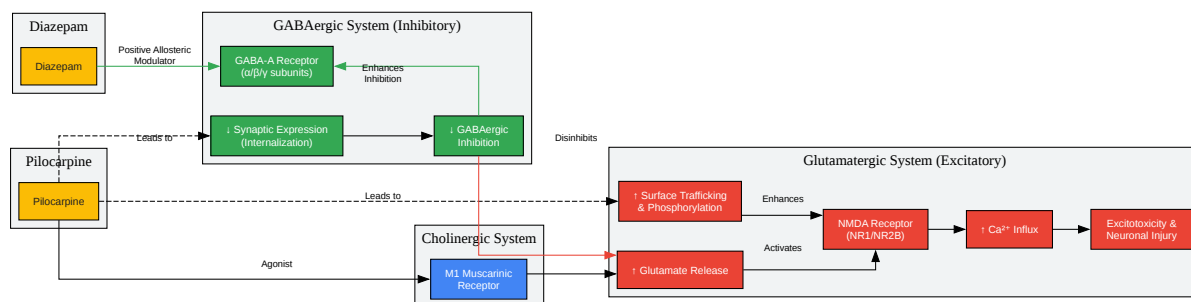 Diazepam
Diazepam
Positive Allosteric
Modulator
GABAergic System (Inhibitory)
GABA-A Receptor
(α/β/γ subunits)
Enhances
Inhibition
↓ Synaptic Expression
(Internalization)
↓ GABAergic
Inhibition
Leads to
Disinhibits
Pilocarpine
Pilocarpine
Leads to
Agonist
Cholinergic System
M1 Muscarinic
Receptor
Glutamatergic System (Excitatory)
↑ Surface Trafficking
& Phosphorylation
Enhances
NMDA Receptor
(NR1/NR2B)
↑ Ca²⁺ Influx
Excitotoxicity &
Neuronal Injury
Activates
↑ Glutamate Release